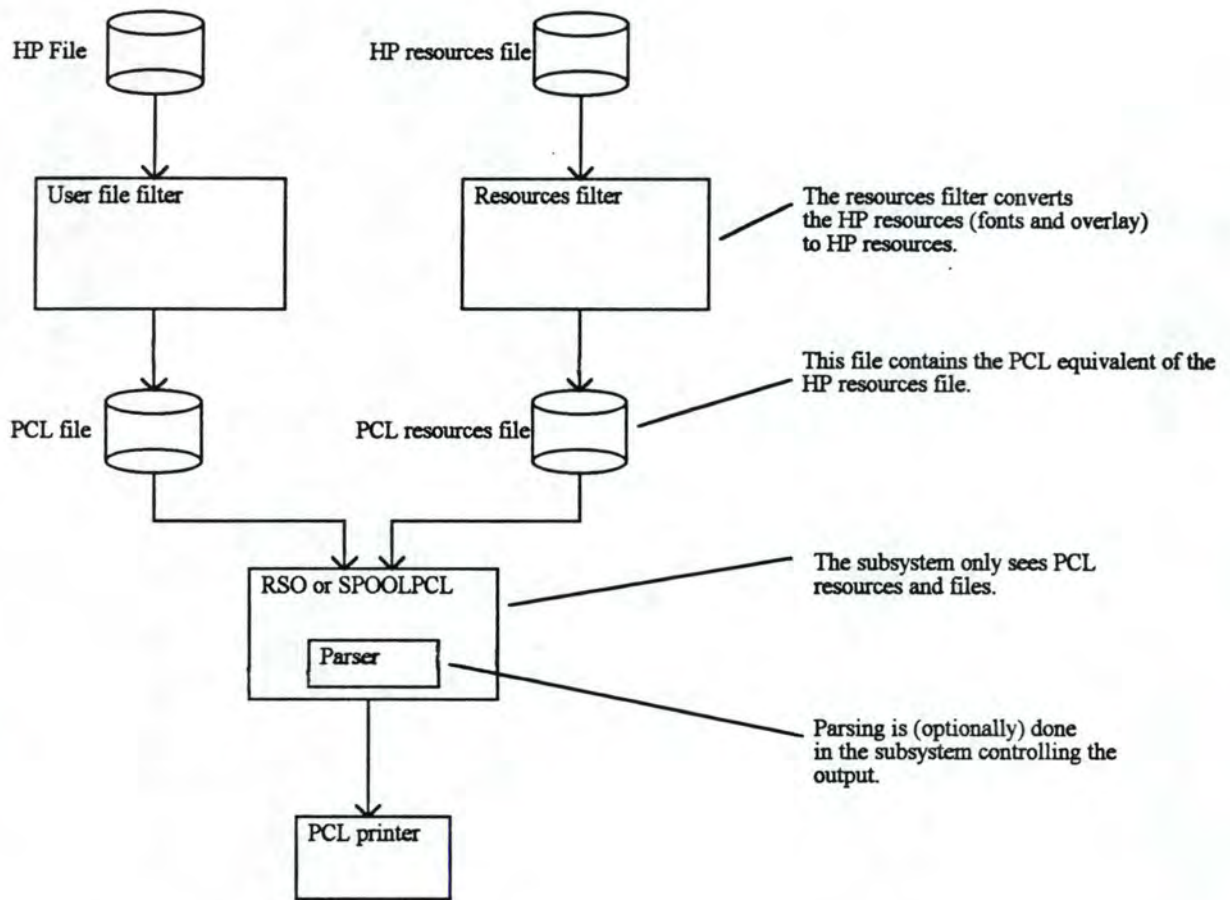 HP File
HP resources file
User file filter
Resources filter
The resources filter converts
the HP resources (fonts and overlay)
to HP resources.
This file contains the PCL equivalent of the
HP resources file.
PCL file
PCL resources file
The subsystem only sees PCL
resources and files.
RSO or SPOOLPCL
Parser
Parsing is (optionally) done
in the subsystem controlling the
output.
PCL printer